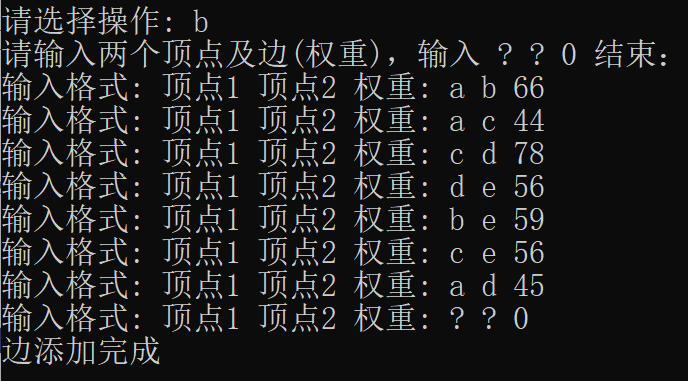 请选择操作: b
请输入两个顶点及边(权重), 输入 ? ? 0 结束:
输入格式: 顶点1 顶点2 权重: a b 66
输入格式: 顶点1 顶点2 权重: a c 44
输入格式: 顶点1 顶点2 权重: c d 78
输入格式: 顶点1 顶点2 权重: d e 56
输入格式: 顶点1 顶点2 权重: b e 59
输入格式: 顶点1 顶点2 权重: c e 56
输入格式: 顶点1 顶点2 权重: a d 45
输入格式: 顶点1 顶点2 权重: ? ? 0
边添加完成